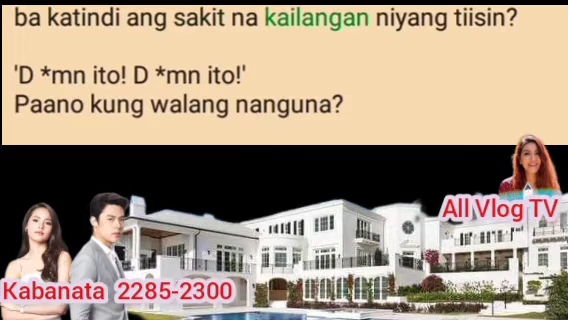 ba katindi ang sakit na kailangan niyang tiisin?
'D *mn ito! D *mn ito!'
Paano kung walang nanguna?
All Vlog TV
Kabanata 2285-2300